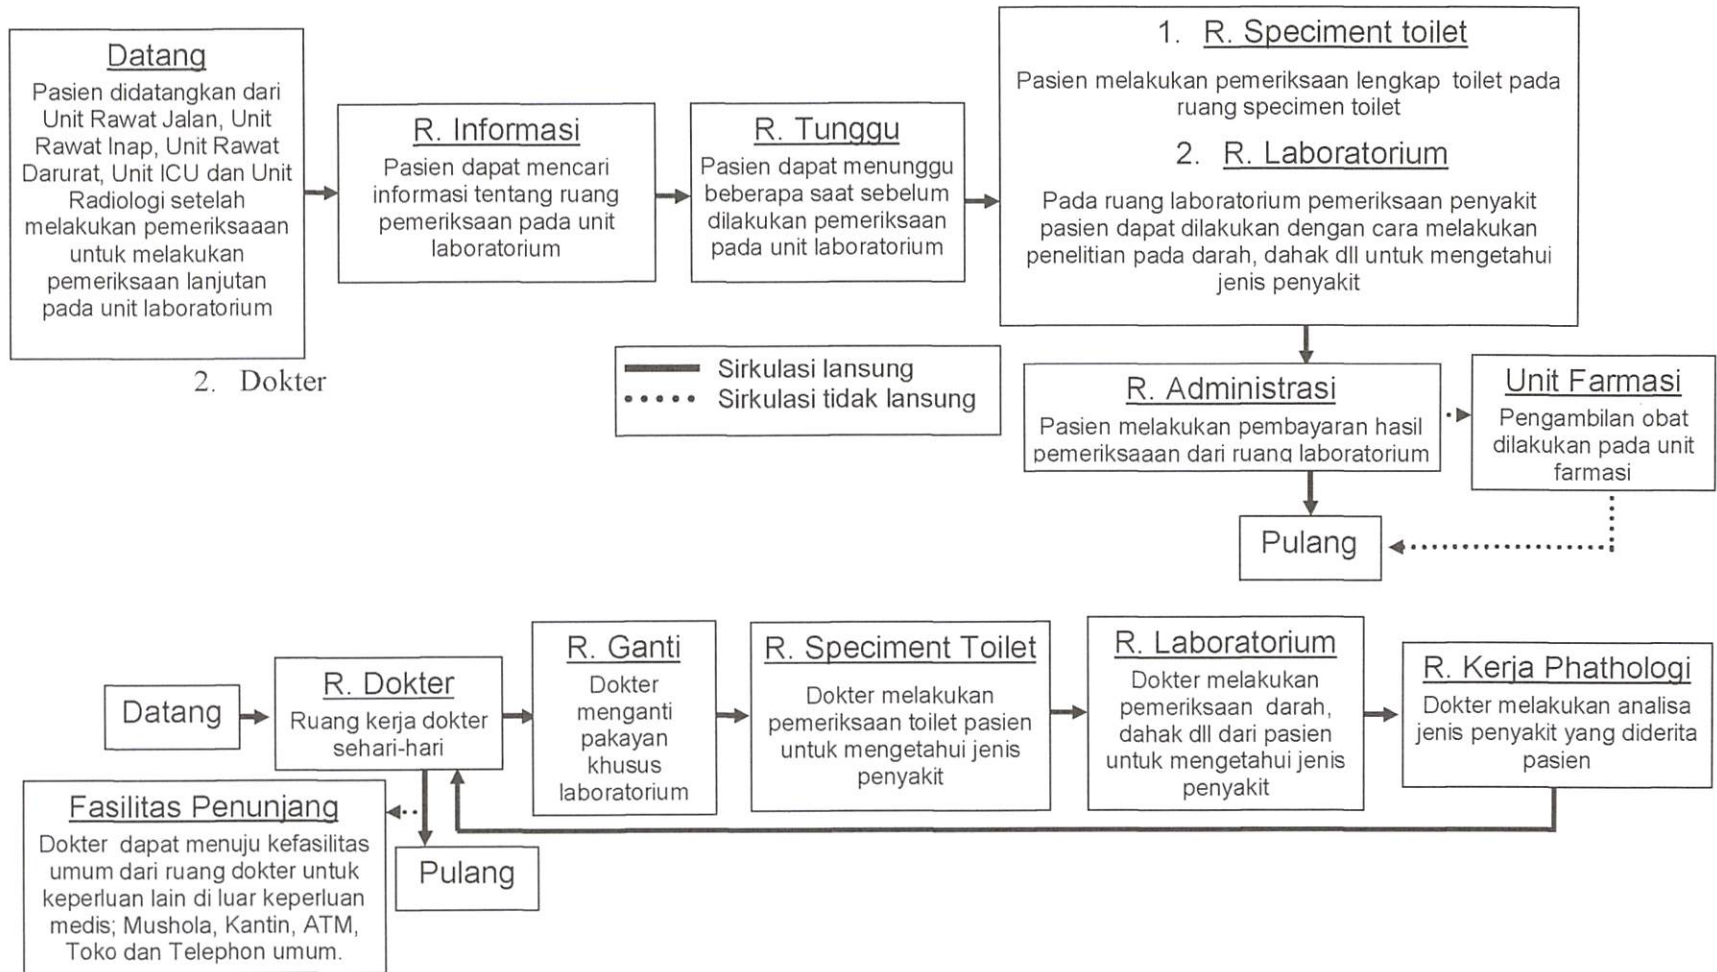 Datang
Pasien didatangkan dari
Unit Rawat Jalan, Unit
Rawat Inap, Unit Rawat
Darurat, Unit ICU dan Unit
Radiologi setelah
melakukan pemeriksaaan
untuk melakukan
pemeriksaan lanjutan
pada unit laboratorium
R. Informasi
Pasien dapat mencari
informasi tentang ruang
pemeriksaan pada unit
laboratorium
R. Tunggu
Pasien dapat menunggu
beberapa saat sebelum
dilakukan pemeriksaan
pada unit laboratorium
1. R. Speciment toilet
Pasien melakukan pemeriksaan lengkap toilet pada
ruang specimen toilet
2. R. Laboratorium
Pada ruang laboratorium pemeriksaan penyakit
pasien dapat dilakukan dengan cara melakukan
penelitian pada darah, dahak dll untuk mengetahui
jenis penyakit
R. Administrasi
Pasien melakukan pembayaran hasil
pemeriksaaan dari ruang laboratorium
Unit Farmasi
Pengambilan obat
dilakukan pada unit
farmasi
Pulang
Sirkulasi lansung
Sirkulasi tidak lansung
2. Dokter
Datang
R. Dokter
Ruang kerja dokter
sehari-hari
R. Ganti
Dokter
menganti
pakayan
khusus
laboratorium
R. Speciment Toilet
Dokter melakukan
pemeriksaan toilet pasien
untuk mengetahui jenis
penyakit
R. Laboratorium
Dokter melakukan
pemeriksaan darah,
dahak dll dari pasien
untuk mengetahui jenis
penyakit
R. Kerja Phathologi
Dokter melakukan analisa
jenis penyakit yang diderita
pasien
Fasilitas Penunjang
Dokter dapat menuju kefasilitas
umum dari ruang dokter untuk
keperluan lain di luar keperluan
medis; Mushola, Kantin, ATM,
Toko dan Telephon umum.
Pulang